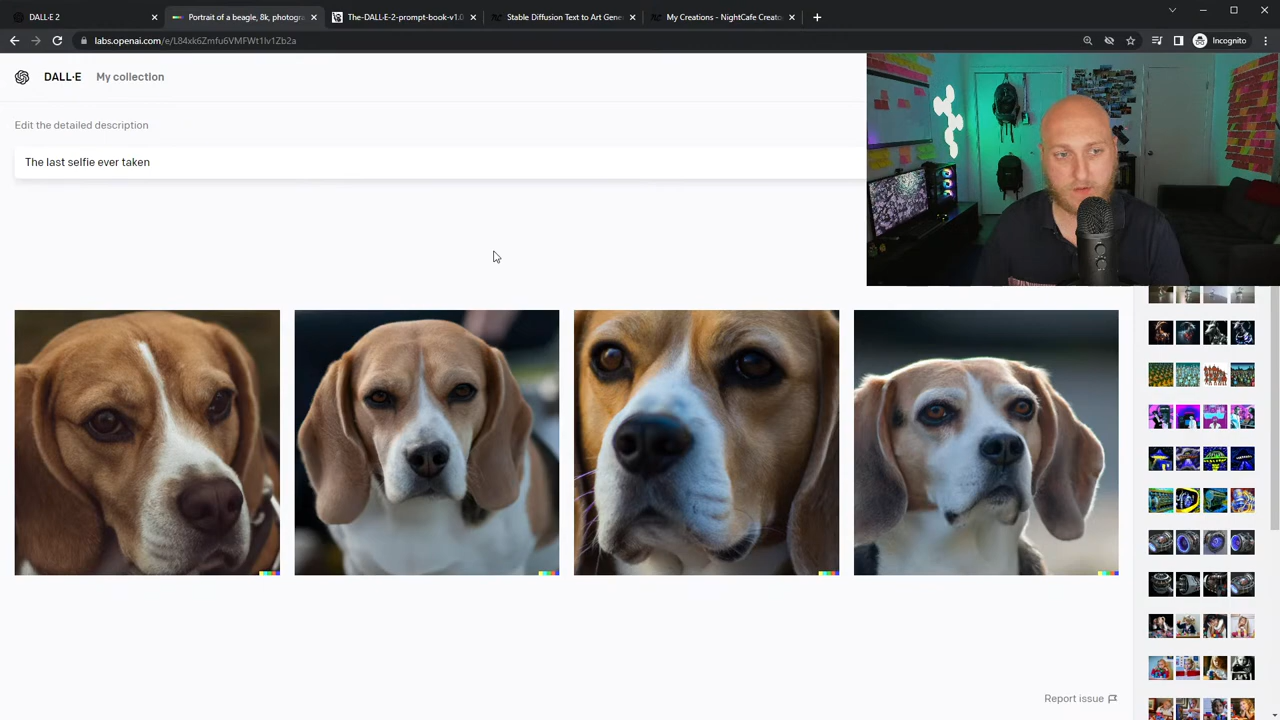 DALL·E 2
Portrait of a beagle, 8k, photogra
The-DALL-E-2-prompt-book-v1.0
Stable Diffusion Text to Art Gene
My Creations - NightCafe Creato
labs.openai.com/e/L84xk6Zmfu6VMFWt1lv1Zb2a
Incognito
DALL·E
My collection
Edit the detailed description
The last selfie ever taken
Report issue